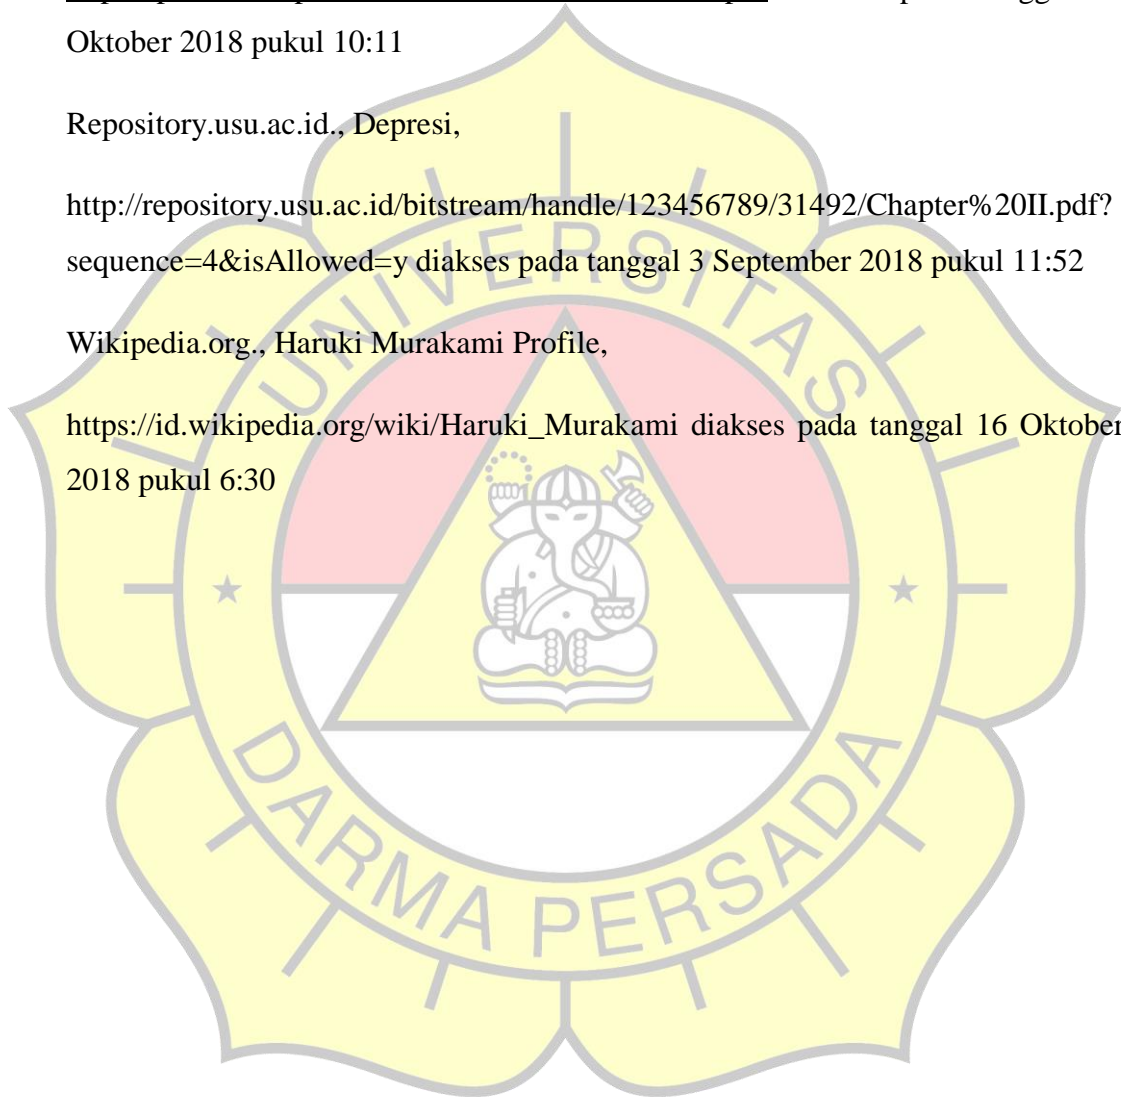 Oktober 2018 pukul 10:11
Repository.usu.ac.id., Depresi,
http://repository.usu.ac.id/bitstream/handle/123456789/31492/Chapter%20II.pdf?
sequence=4&isAllowed=y diakses pada tanggal 3 September 2018 pukul 11:52
Wikipedia.org., Haruki Murakami Profile,
https://id.wikipedia.org/wiki/Haruki_Murakami diakses pada tanggal 16 Oktober
2018 pukul 6:30
UNIVERSITAS
DARMA PERSADA